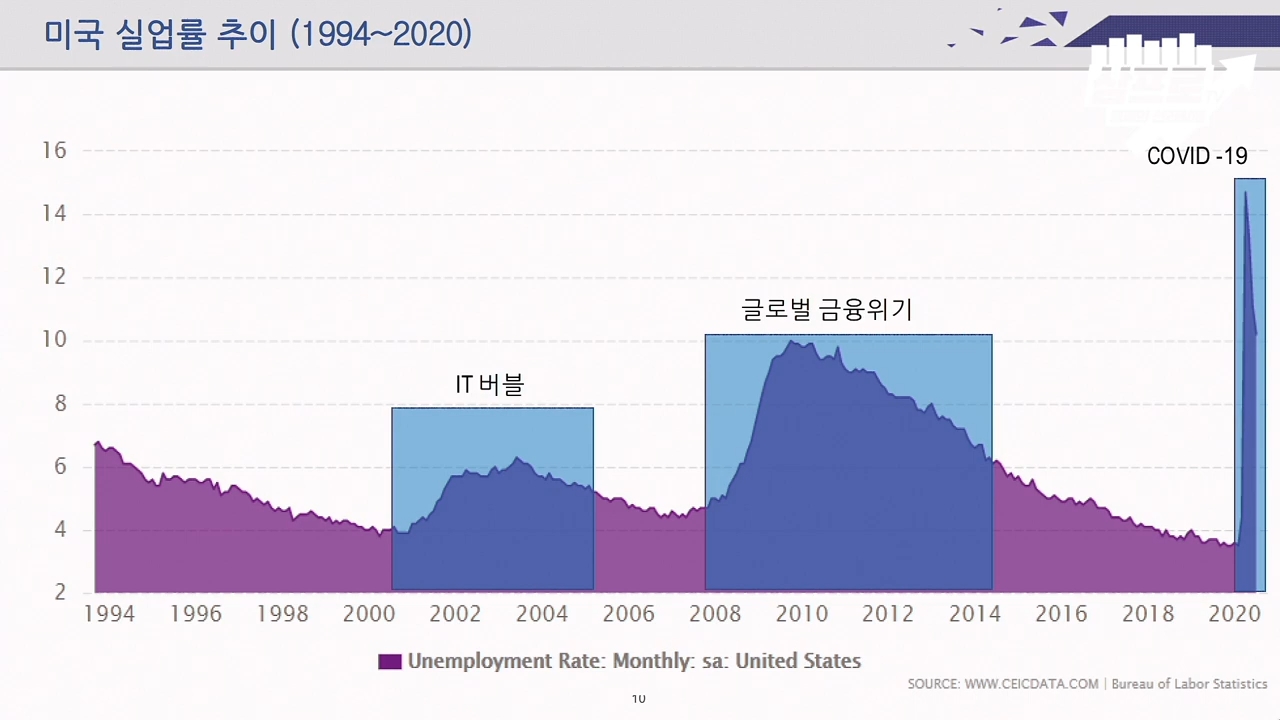 미국 실업률 추이 (1994~2020)
COVID -19
글로벌 금융위기
IT 버블
16
14
12
10
8
6
4
2
1994 1996 1998 2000 2002 2004 2006 2008 2010 2012 2014 2016 2018 2020
Unemployment Rate: Monthly: sa: United States
SOURCE: WWW.CEICDATA.COM | Bureau of Labor Statistics
10